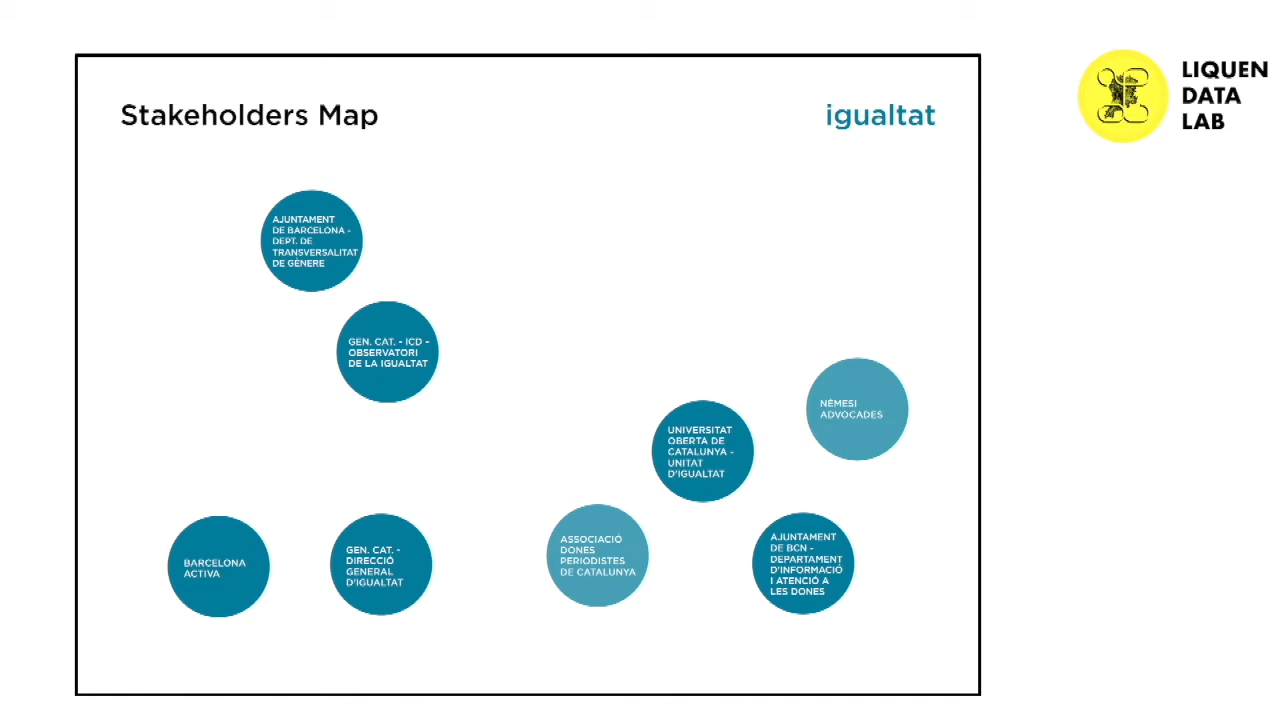 Stakeholders Map
igualtat
LIQUEN
DATA
LAB
AJUNTAMENT
DE BARCELONA -
DEPT. DE
TRANSVERSALITAT
DE GÈNERE
GEN. CAT. - ICD -
OBSERVATORI
DE LA IGUALTAT
NÈMESI
ADVOCADES
UNIVERSITAT
OBERTA DE
CATALUNYA -
UNITAT
D'IGUALTAT
BARCELONA
ACTIVA
GEN. CAT. -
DIRECCIÓ
GENERAL
D'IGUALTAT
ASSOCIACIÓ
DONES
PERIODISTES
DE CATALUNYA
AJUNTAMENT
DE BCN -
DEPARTAMENT
D'INFORMACIÓ
I ATENCIÓ A
LES DONES